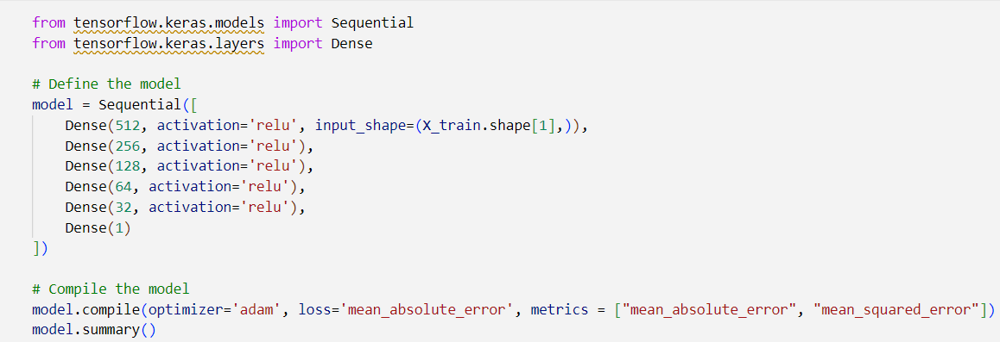 from tensorflow.keras.models import Sequential
from tensorflow.keras.layers import Dense

# Define the model
model = Sequential([
    Dense(512, activation='relu', input_shape=(X_train.shape[1],)),
    Dense(256, activation='relu'),
    Dense(128, activation='relu'),
    Dense(64, activation='relu'),
    Dense(32, activation='relu'),
    Dense(1)
])

# Compile the model
model.compile(optimizer='adam', loss='mean_absolute_error', metrics = ["mean_absolute_error", "mean_squared_error"])
model.summary()